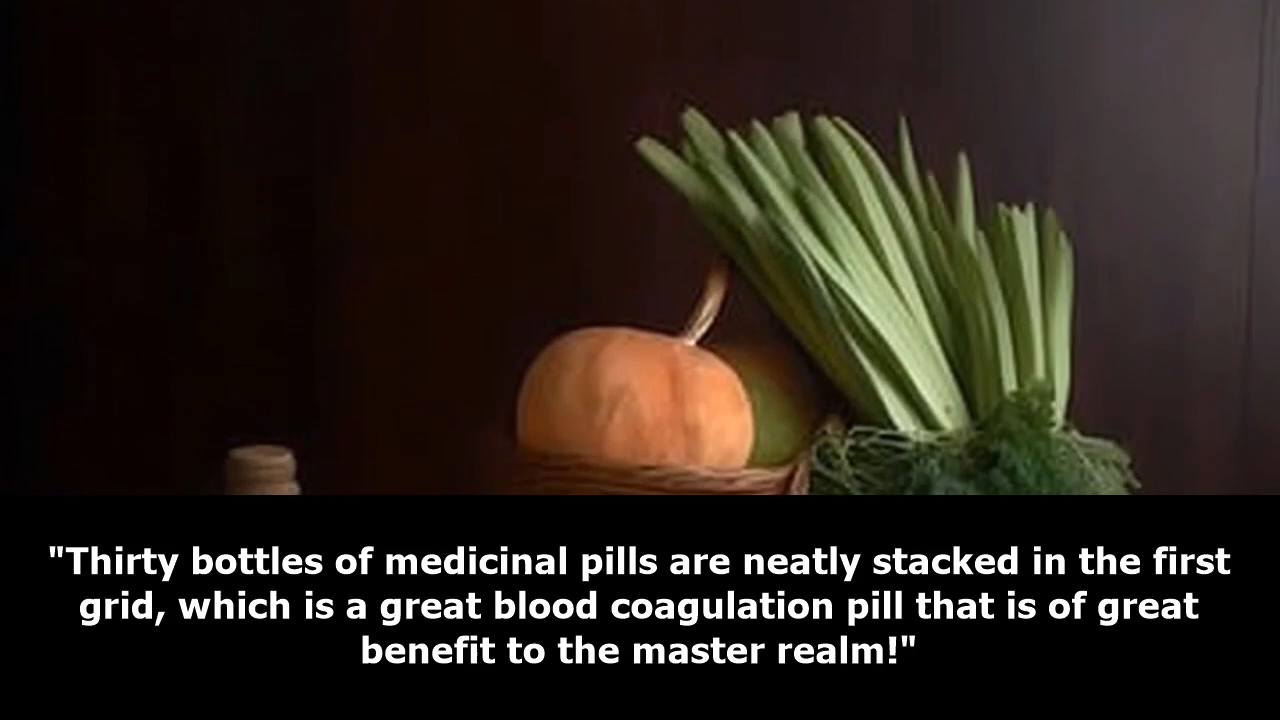 "Thirty bottles of medicinal pills are neatly stacked in the first
grid, which is a great blood coagulation pill that is of great
benefit to the master realm!"